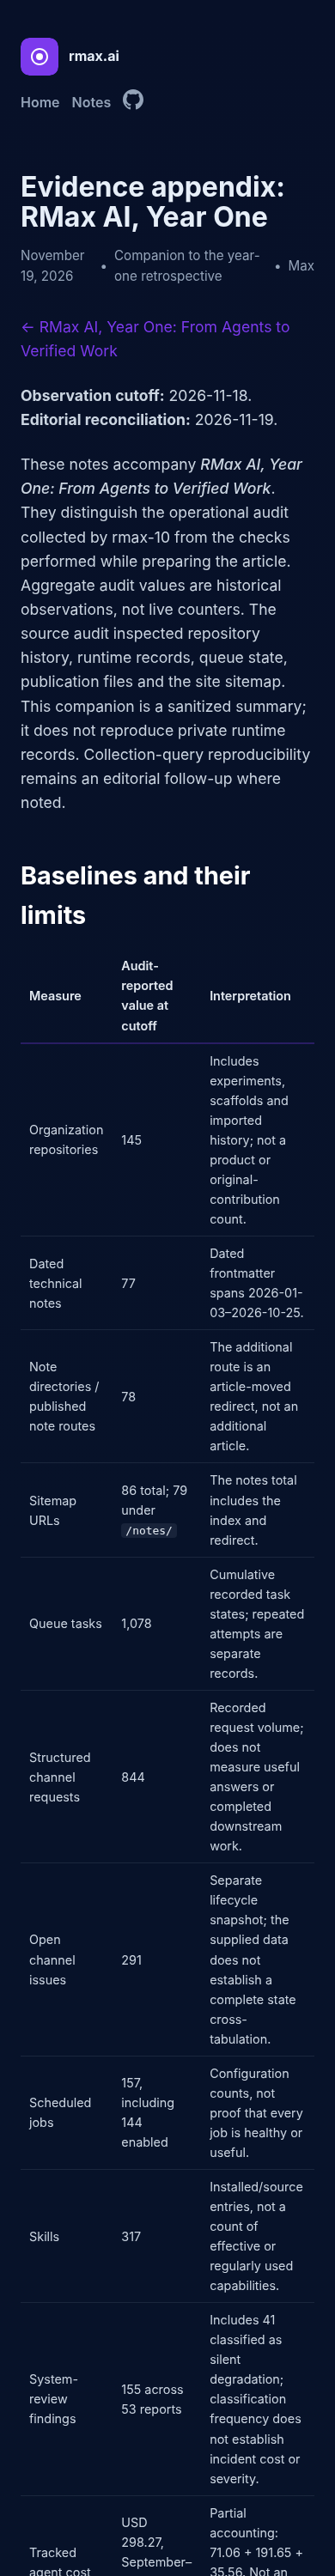 rmax.ai
Home Notes
Evidence appendix:
RMax AI, Year One
November 19, 2026 • Companion to the year-one retrospective • Max
← RMax AI, Year One: From Agents to
Verified Work
Observation cutoff: 2026-11-18.
Editorial reconciliation: 2026-11-19.
These notes accompany RMax AI, Year
One: From Agents to Verified Work.
They distinguish the operational audit
collected by rmax-10 from the checks
performed while preparing the article.
Aggregate audit values are historical
observations, not live counters. The
source audit inspected repository
history, runtime records, queue state,
publication files and the site sitemap.
This companion is a sanitized summary;
it does not reproduce private runtime
records. Collection-query reproducibility
remains an editorial follow-up where
noted.
Baselines and their
limits
Measure
Audit-
reported
value at
cutoff
Interpretation
Organization
repositories
145
Includes
experiments,
scaffolds and
imported
history; not a
product or
original-
contribution
count.
Dated
technical
notes
77
Dated
frontmatter
spans 2026-01-
03–2026-10-25.
Note
directories /
published
note routes
78
The additional
route is an
article-moved
redirect, not an
additional
article.
Sitemap
URLs
86 total; 79
under
/notes/
The notes total
includes the
index and
redirect.
Queue tasks
1,078
Cumulative
recorded task
states; repeated
attempts are
separate
records.
Structured
channel
requests
844
Recorded
request volume;
does not
measure useful
answers or
completed
downstream
work.
Open
channel
issues
291
Separate
lifecycle
snapshot; the
supplied data
does not
establish a
complete state
cross-
tabulation.
Scheduled
jobs
157,
including
144
enabled
Configuration
counts, not
proof that every
job is healthy or
useful.
Skills
317
Installed/source
entries, not a
count of
effective or
regularly used
capabilities.
System-
review
findings
155 across
53 reports
Includes 41
classified as
silent
degradation;
classification
frequency does
not establish
incident cost or
severity.
Tracked
agent cost
USD
298.27,
September–
Partial
accounting:
71.06 + 191.65 +
35.56. Not an